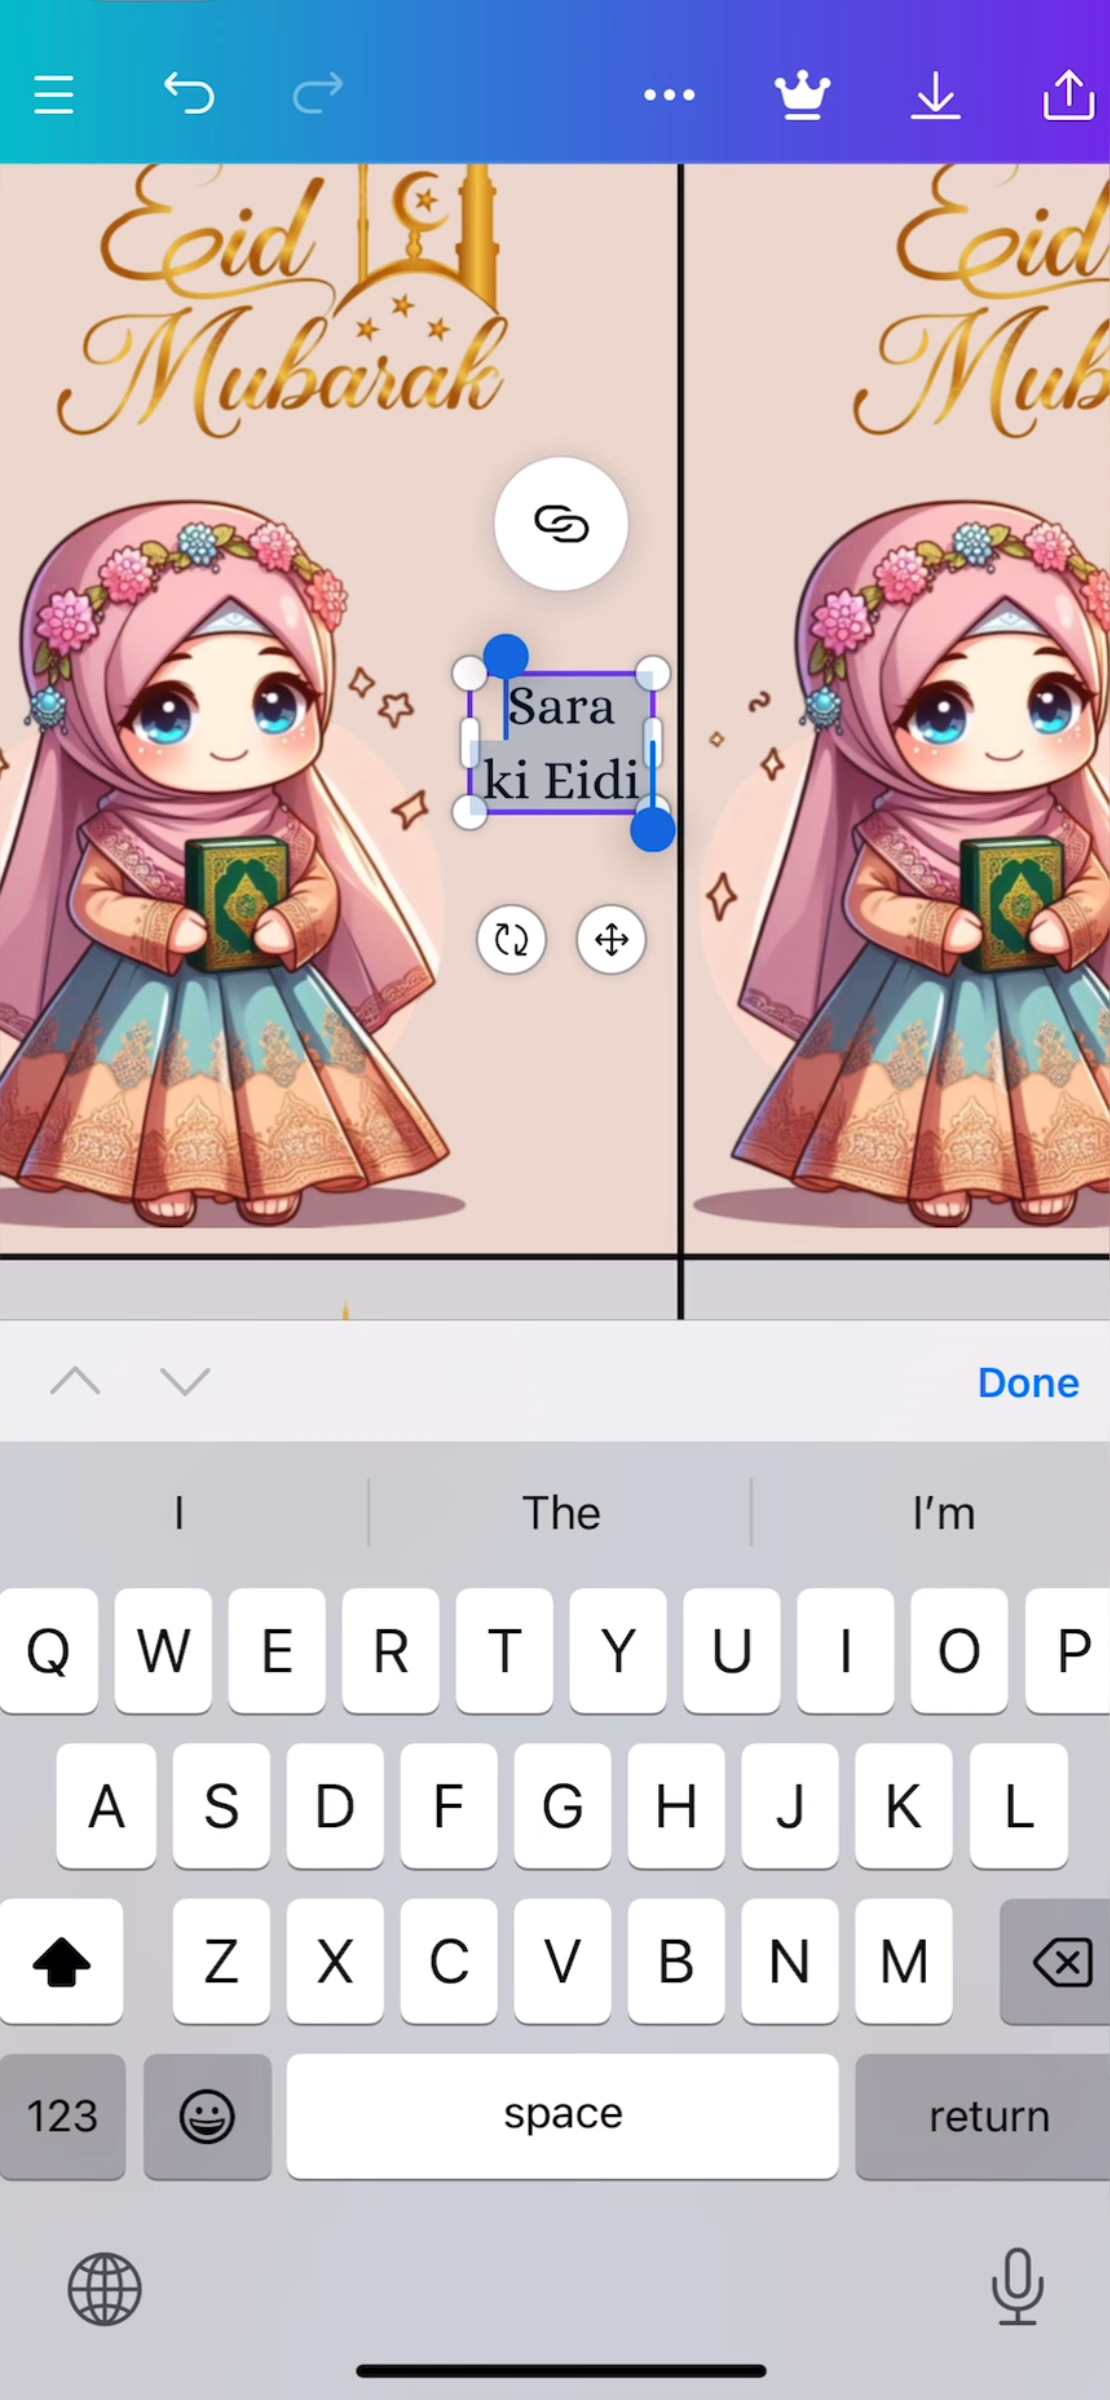 Eid
Mubarak
Eid
Mub
Sara
ki Eidi
Done
I The I'm
Q W E R T Y U I O P
A S D F G H J K L
Z X C V B N M
123 space return